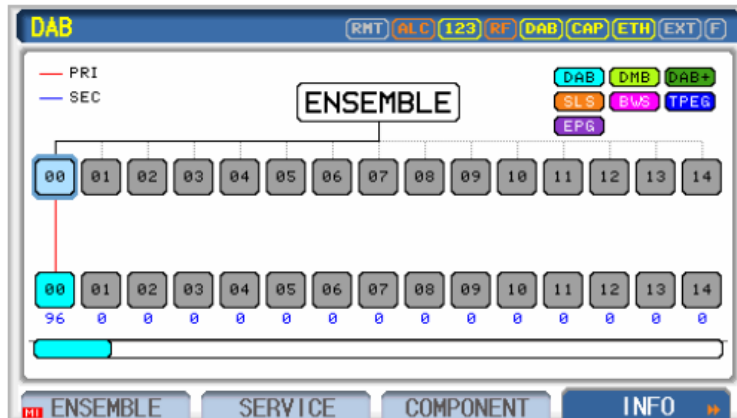 DAB RMT ALC 123 RF DAB CAP ETH EXT F
PRI DAB DMB DAB+
SEC ENSEMBLE SLS BWS TPEG
EPG
00 01 02 03 04 05 06 07 08 09 10 11 12 13 14
00 01 02 03 04 05 06 07 08 09 10 11 12 13 14
96 0 0 0 0 0 0 0 0 0 0 0 0 0 0
MI ENSEMBLE SERVICE COMPONENT INFO